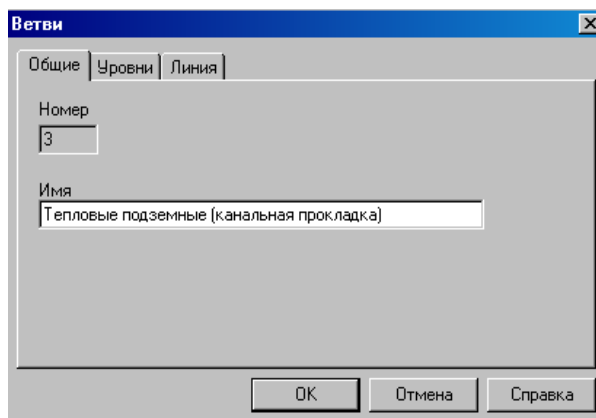 Ветви
Общие Уровни Линия
Номер
3
Имя
Тепловые подземные (канальная прокладка)
OK Отмена Справка